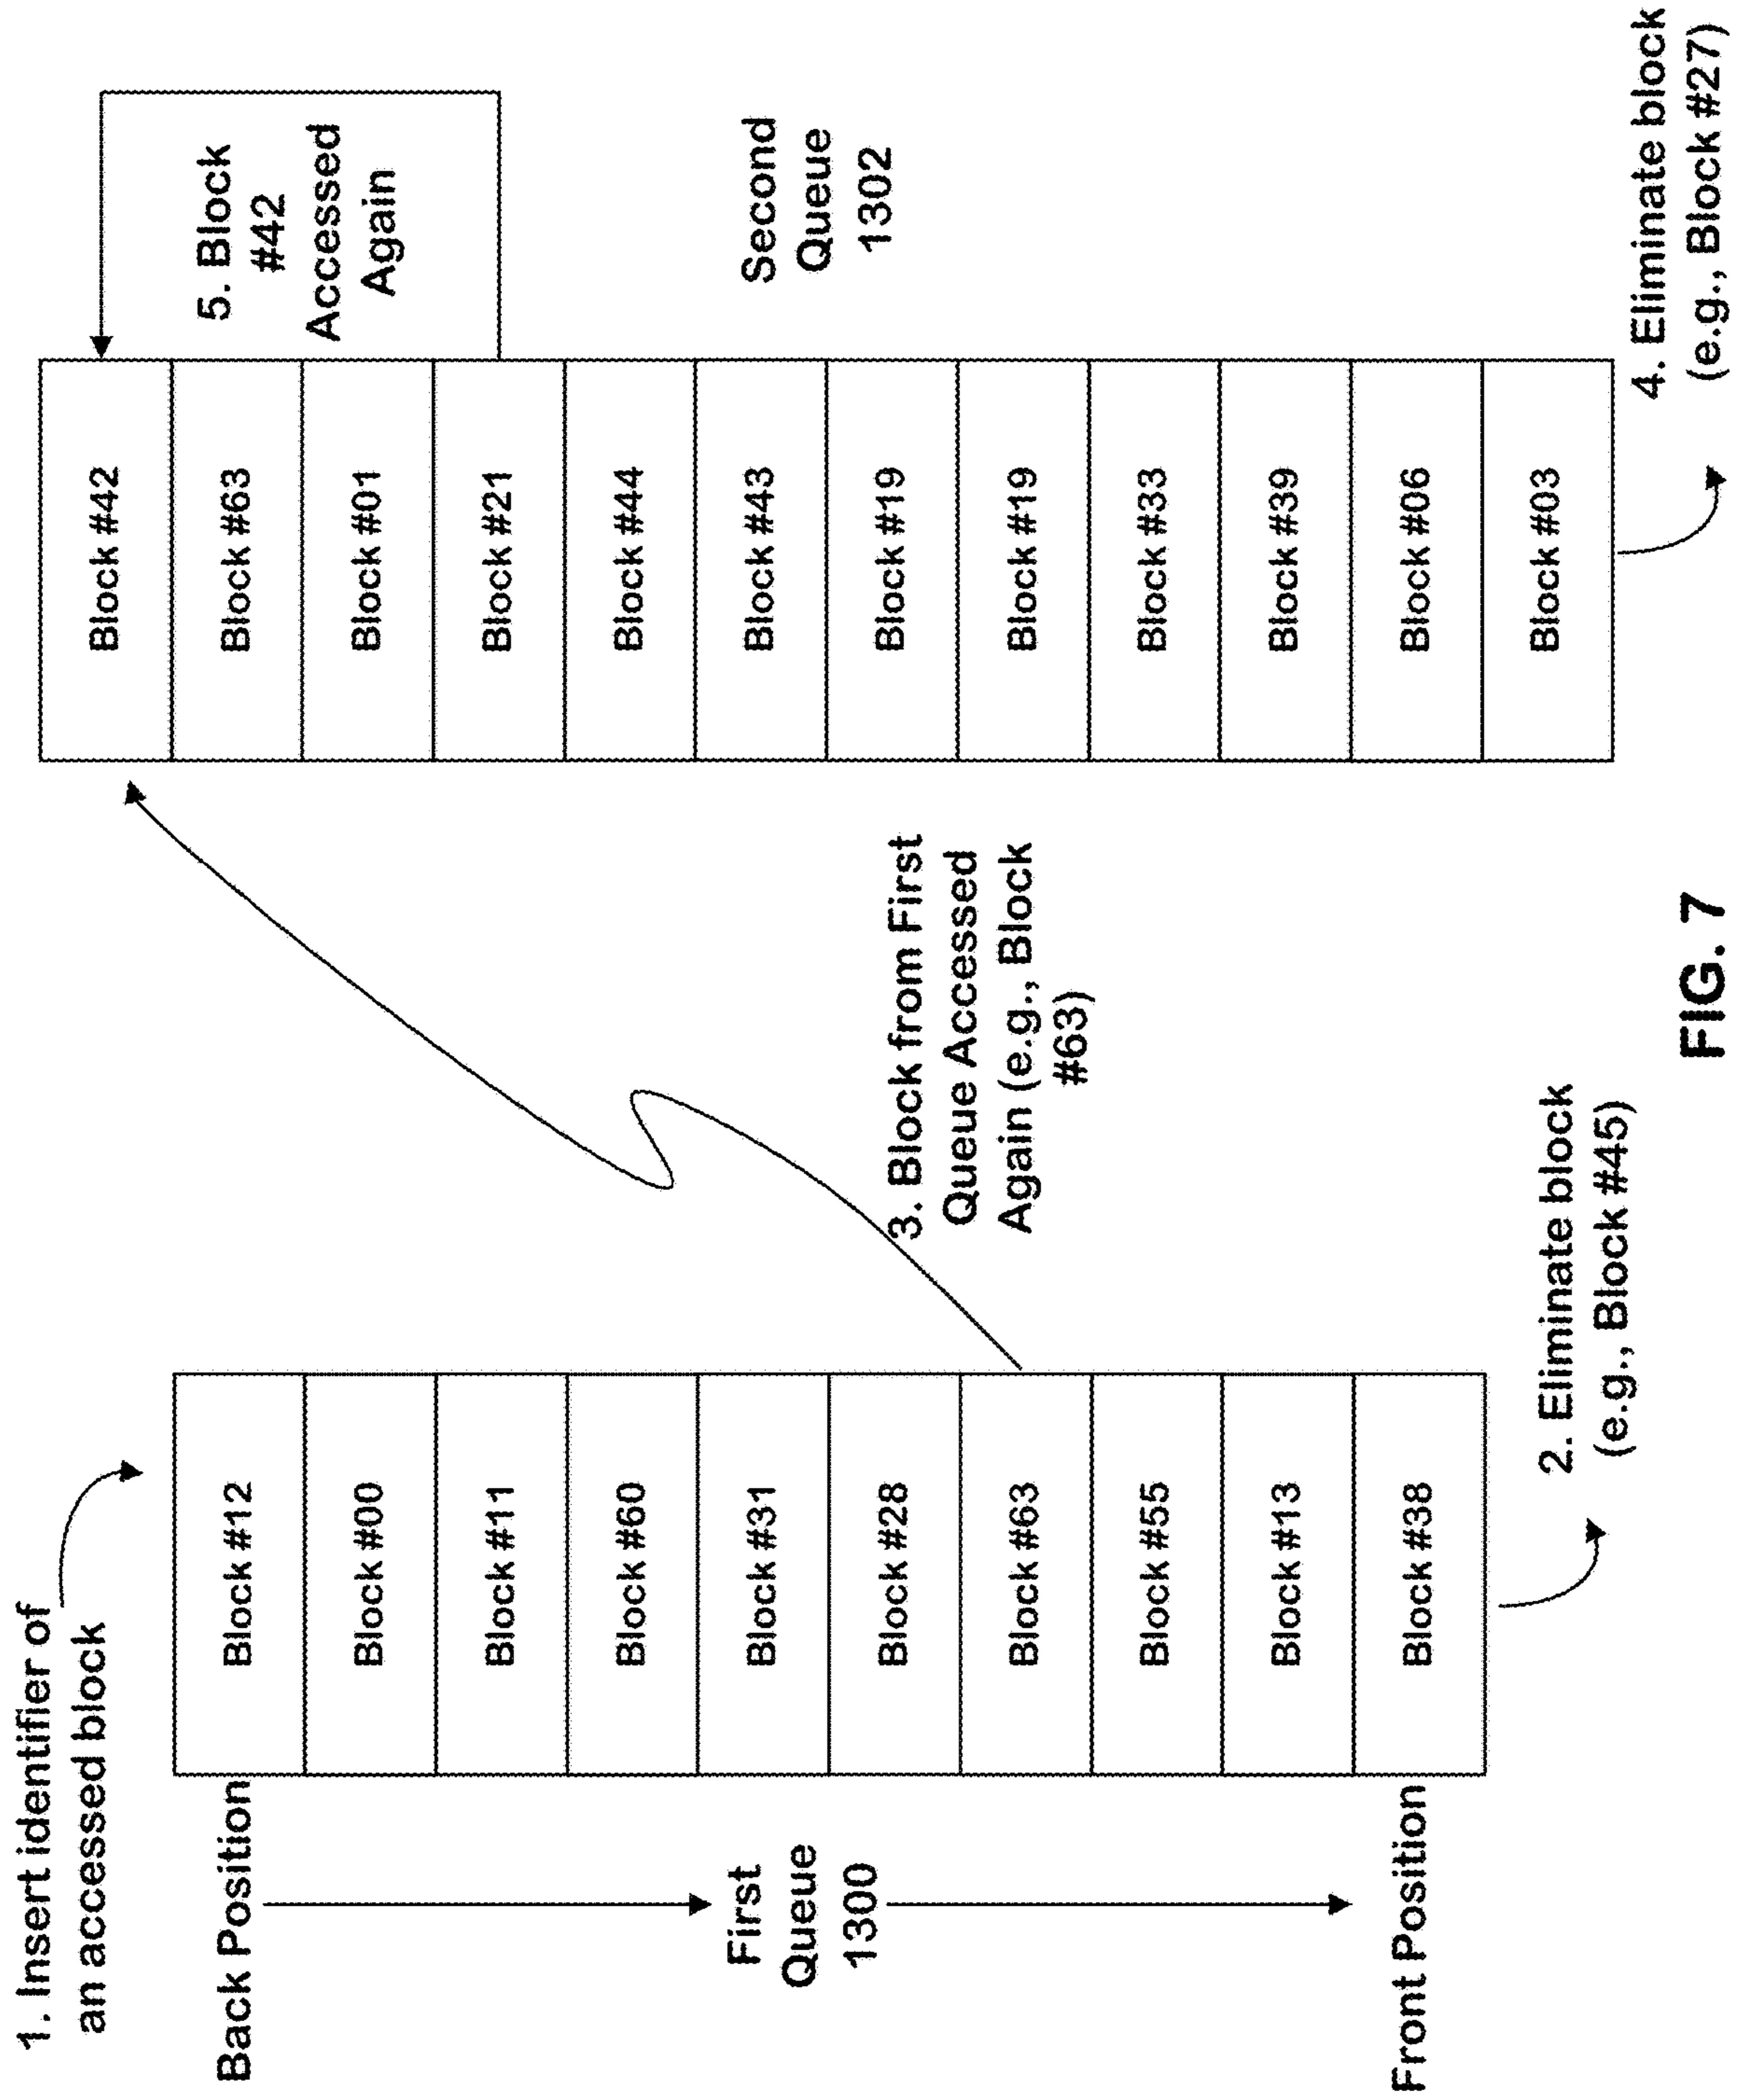 1. Insert identifier of
an accessed block
Back Position
First
Queue
1300
Front Position
Block #12
Block #00
Block #11
Block #60
Block #31
Block #28
Block #63
Block #55
Block #13
Block #38
2. Eliminate block
(e.g., Block #45)
3. Block from First
Queue Accessed
Again (e.g., Block
#63)
Block #42
Block #63
Block #01
Block #21
Block #44
Block #43
Block #19
Block #19
Block #33
Block #39
Block #06
Block #03
5. Block
#42
Accessed
Again
Second
Queue
1302
4. Eliminate block
(e.g., Block #27)
FIG. 7